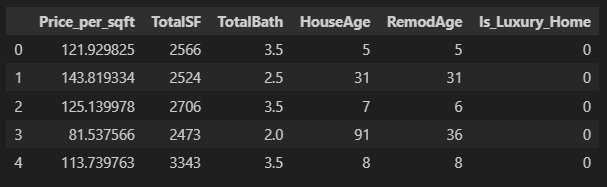 Price_per_sqft TotalSF TotalBath HouseAge RemodAge Is_Luxury_Home
0 121.929825 2566 3.5 5 5 0
1 143.819334 2524 2.5 31 31 0
2 125.139978 2706 3.5 7 6 0
3 81.537566 2473 2.0 91 36 0
4 113.739763 3343 3.5 8 8 0